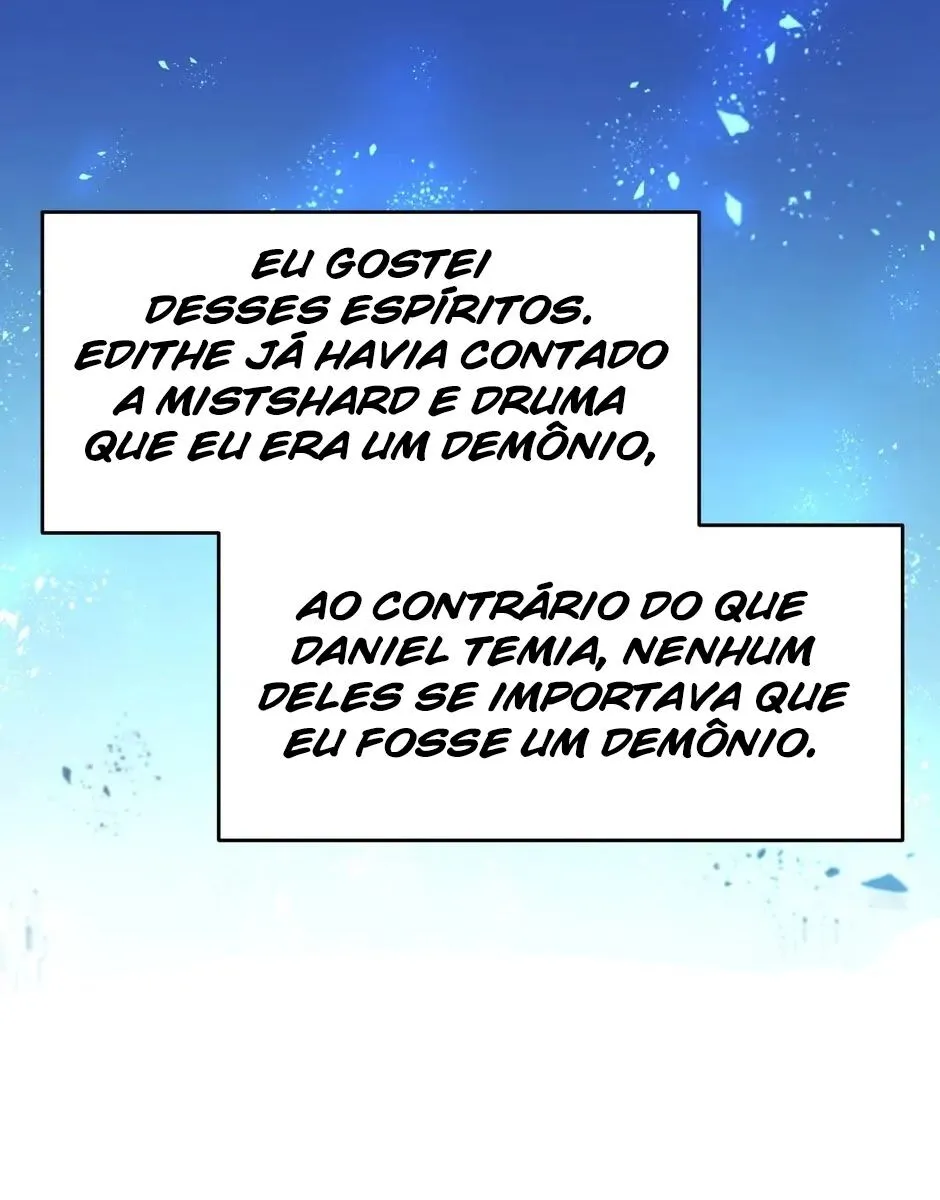 EU GOSTEI
DESSES ESPÍRITOS.
EDITHE JÁ HAVIA CONTADO
A MISTSHARD E DRUMA
QUE EU ERA UM DEMÔNIO,
AO CONTRÁRIO DO QUE
DANIEL TEMIA, NENHUM
DELES SE IMPORTAVA QUE
EU FOSSE UM DEMÔNIO.